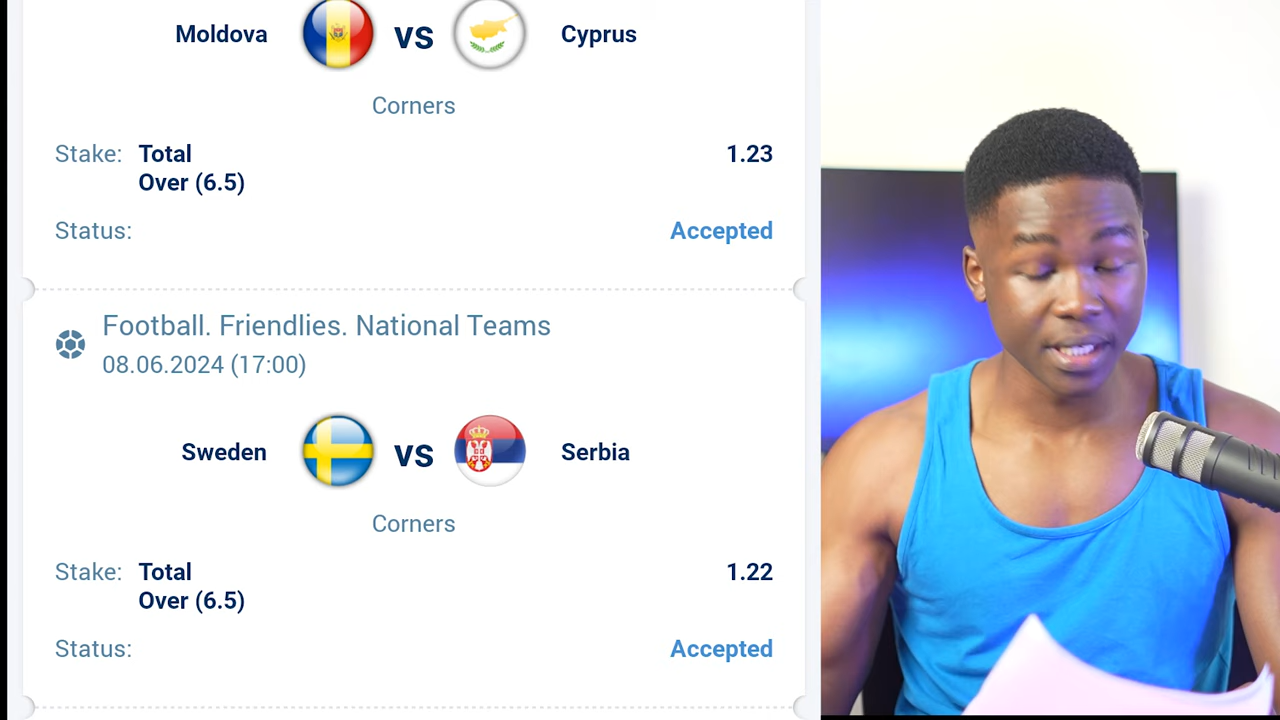 Moldova vs Cyprus
Corners
Stake: Total 1.23
Over (6.5)
Status: Accepted
Football. Friendlies. National Teams
08.06.2024 (17:00)
Sweden vs Serbia
Corners
Stake: Total 1.22
Over (6.5)
Status: Accepted